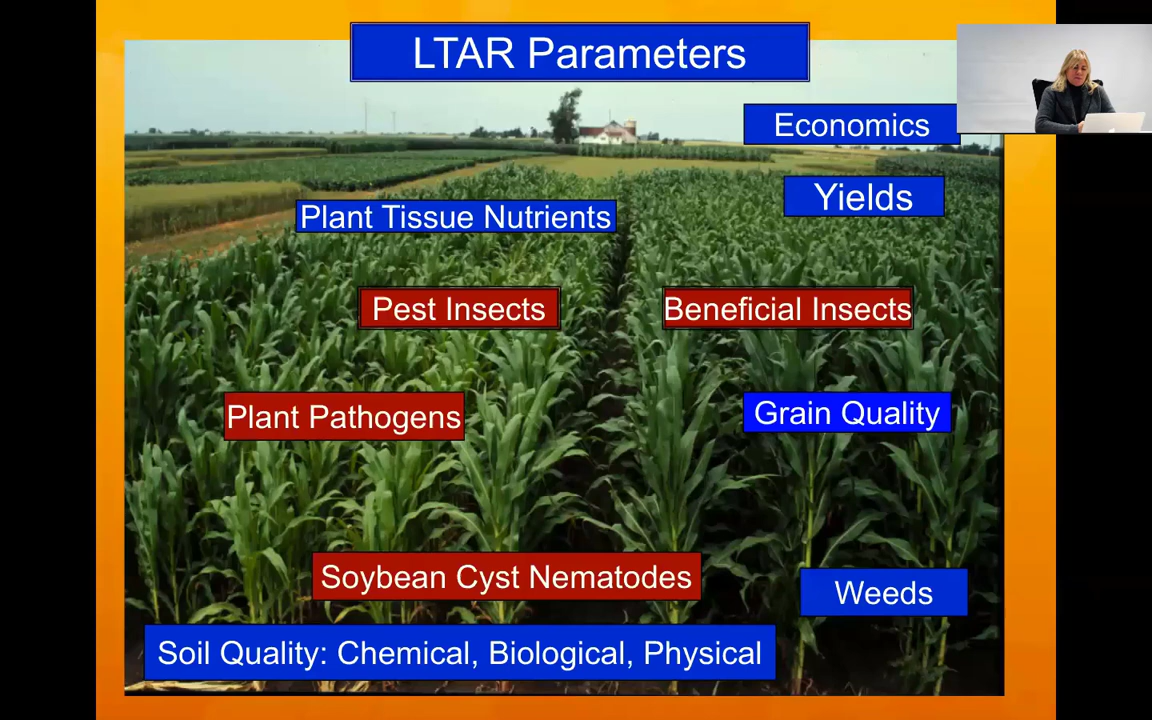 LTAR Parameters
Economics
Yields
Plant Tissue Nutrients
Pest Insects
Beneficial Insects
Plant Pathogens
Grain Quality
Soybean Cyst Nematodes
Weeds
Soil Quality: Chemical, Biological, Physical